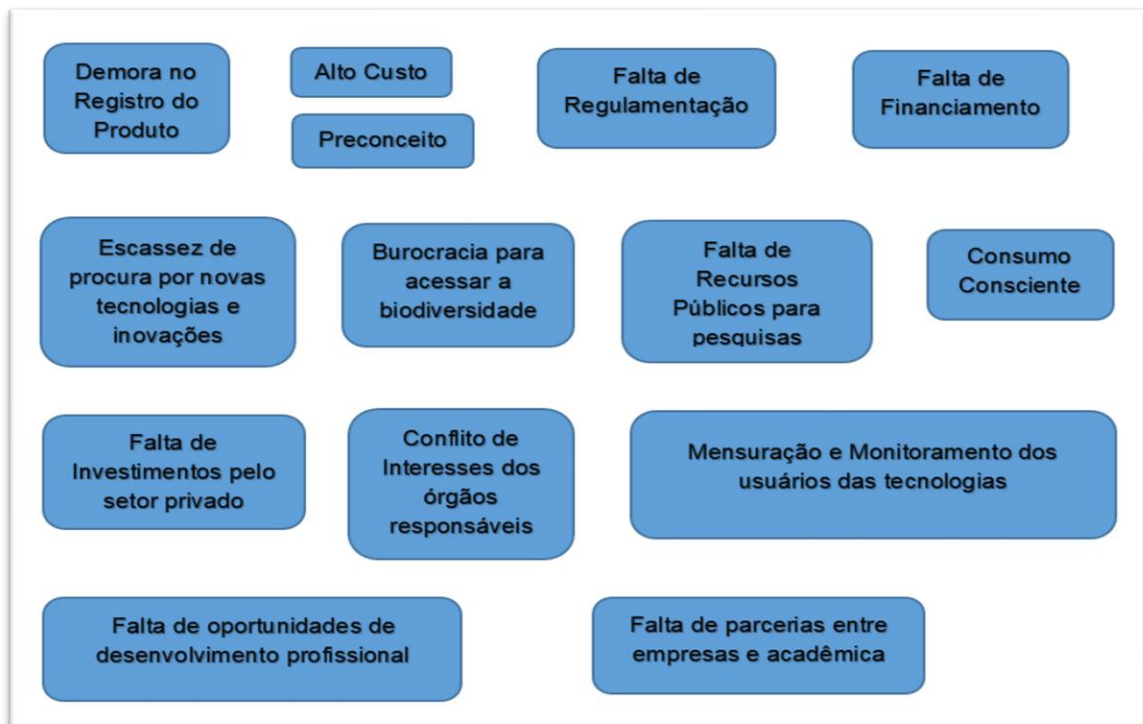 Demora no
Registro do
Produto
Alto Custo
Preconceito
Falta de
Regulamentação
Falta de
Financiamento
Escassez de
procura por novas
tecnologias e
inovações
Burocracia para
acessar a
biodiversidade
Falta de
Recursos
Públicos para
pesquisas
Consumo
Consciente
Falta de
Investimentos pelo
setor privado
Conflito de
Interesses dos
órgãos
responsáveis
Mensuração e Monitoramento dos
usuários das tecnologias
Falta de oportunidades de
desenvolvimento profissional
Falta de parcerias entre
empresas e acadêmica